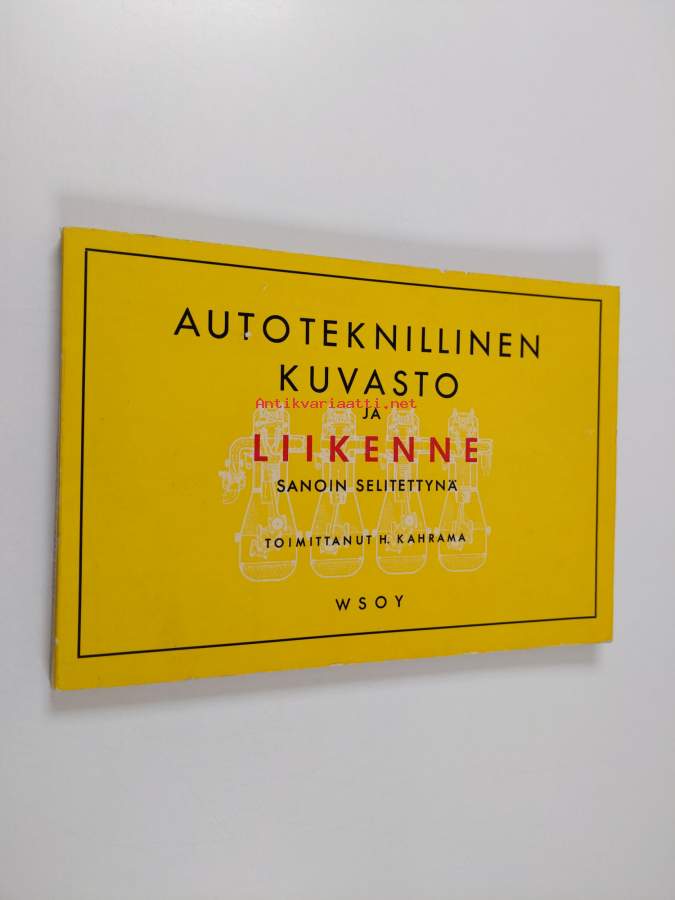 AUTOTEKNILLINEN
KUVASTO
Antikvariaatti.net
JA
LIIKENNE
SANOIN SELITETTYNÄ
TOIMITTANUT H. KAHRAMA
WSOY